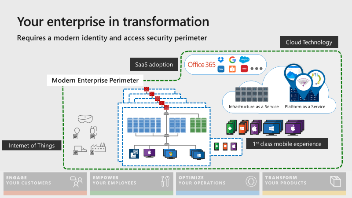 Your enterprise in transformation
Requires a modern identity and access security perimeter
Cloud Technology
SaaS adoption
Office 365
Modern Enterprise Perimeter
Infrastructure as a Service
Platform as a Service
Internet of Things
1st class mobile experience
ENGAGE
YOUR CUSTOMERS
EMPOWER
YOUR EMPLOYEES
OPTIMIZE
YOUR OPERATIONS
TRANSFORM
YOUR PRODUCTS